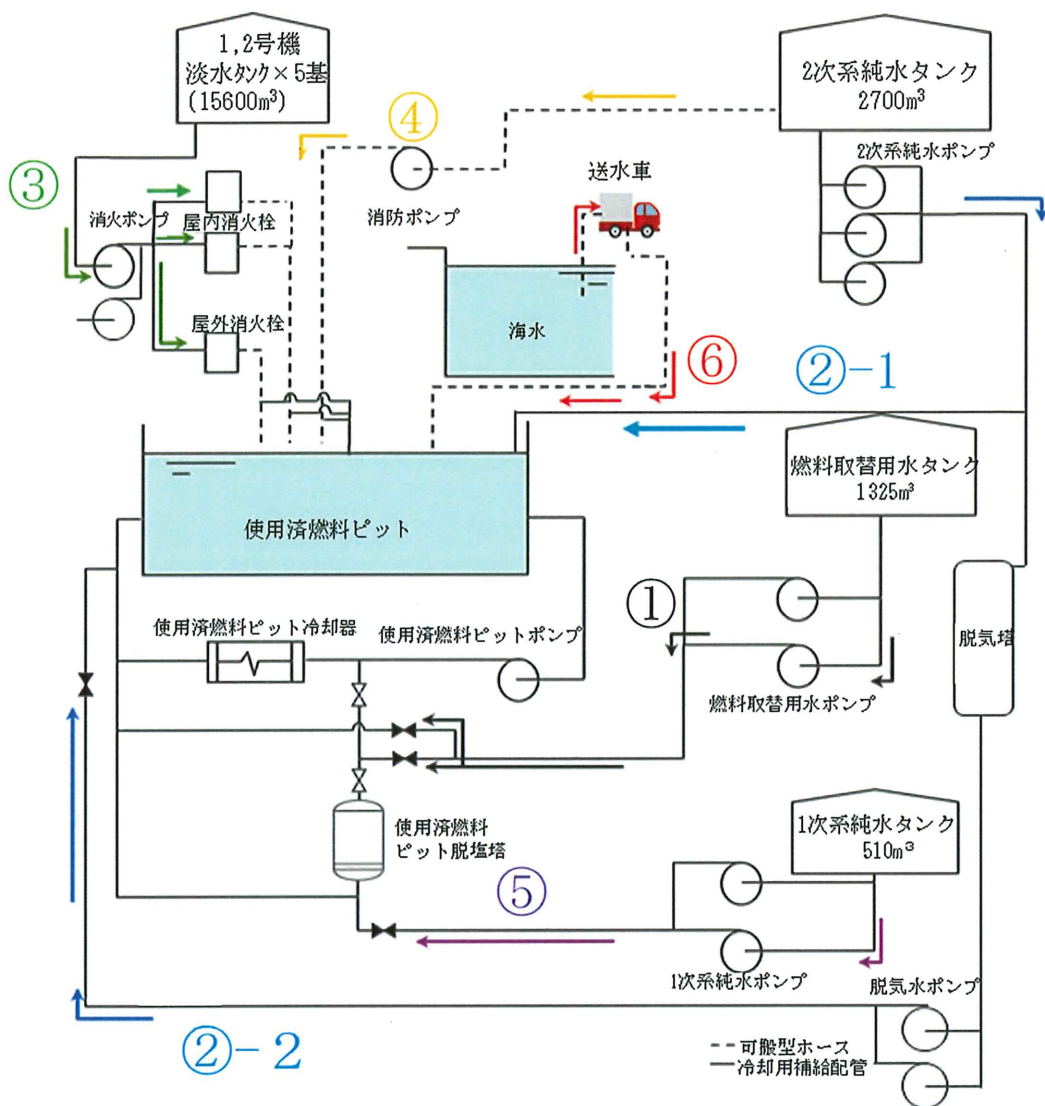 1,2号機
淡水タンク×5基
(15600m³)
2次系純水タンク
2700m³
④
③
消火ポンプ
屋内消火栓
消防ポンプ
送水車
2次系純水ポンプ
屋外消火栓
海水
⑥
②-1
燃料取替用水タンク
1325m³
使用済燃料ピット
①
使用済燃料ピット冷却器
使用済燃料ピットポンプ
脱気塔
燃料取替用水ポンプ
使用済燃料
ピット脱塩塔
1次系純水タンク
510m³
⑤
1次系純水ポンプ
脱気水ポンプ
②-2
可搬型ホース
冷却用補給配管